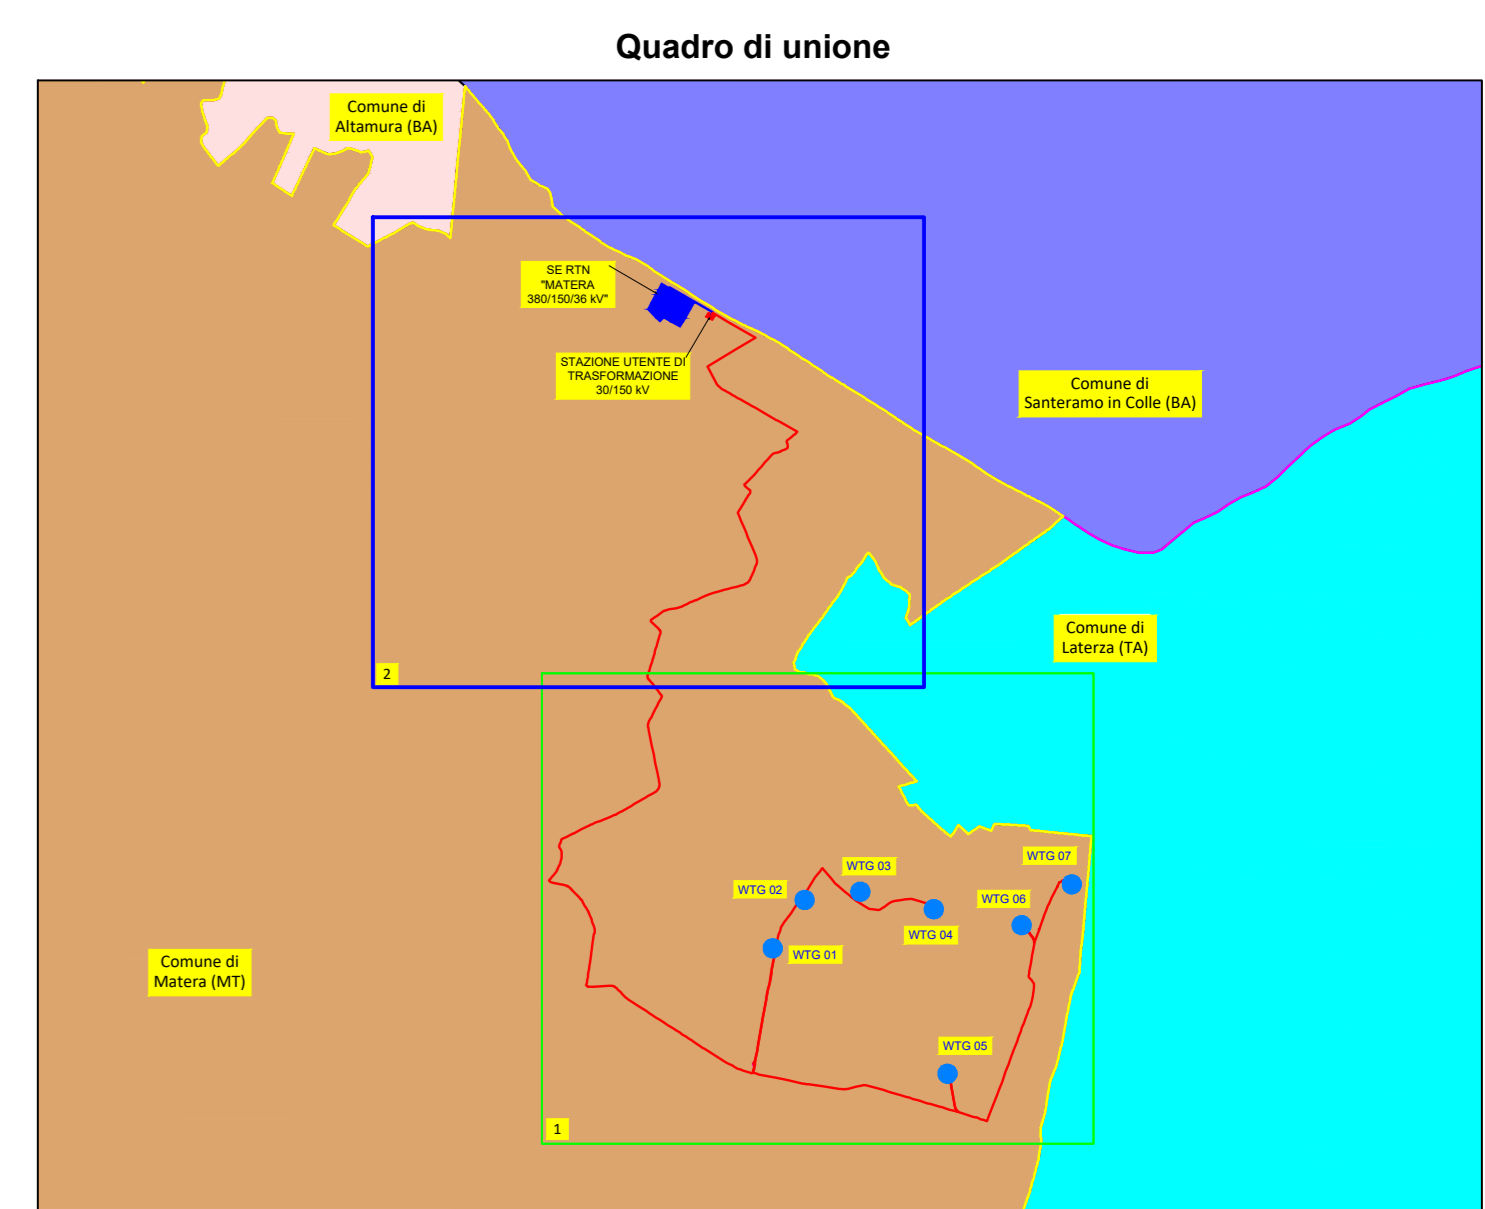 Quadro di unione
Comune di
Altamura (BA)
SE RTN
"MATERA
380/150/36 kV"
STAZIONE UTENTE DI
TRASFORMAZIONE
30/150 kV
Comune di
Santeramo in Colle (BA)
Comune di
Laterza (TA)
2
WTG 07
WTG 03
WTG 02
WTG 06
WTG 04
WTG 01
Comune di
Matera (MT)
WTG 05
1